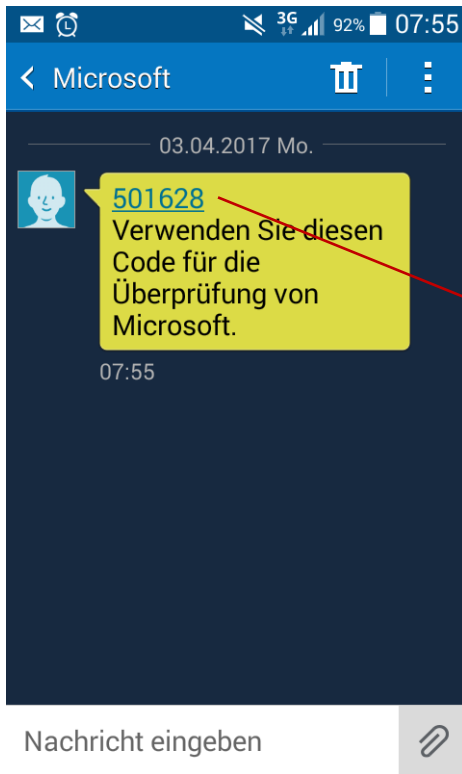 3G 92% 07:55
Microsoft
03.04.2017 Mo.
501628
Verwenden Sie diesen
Code für die
Überprüfung von
Microsoft.
07:55
Nachricht eingeben